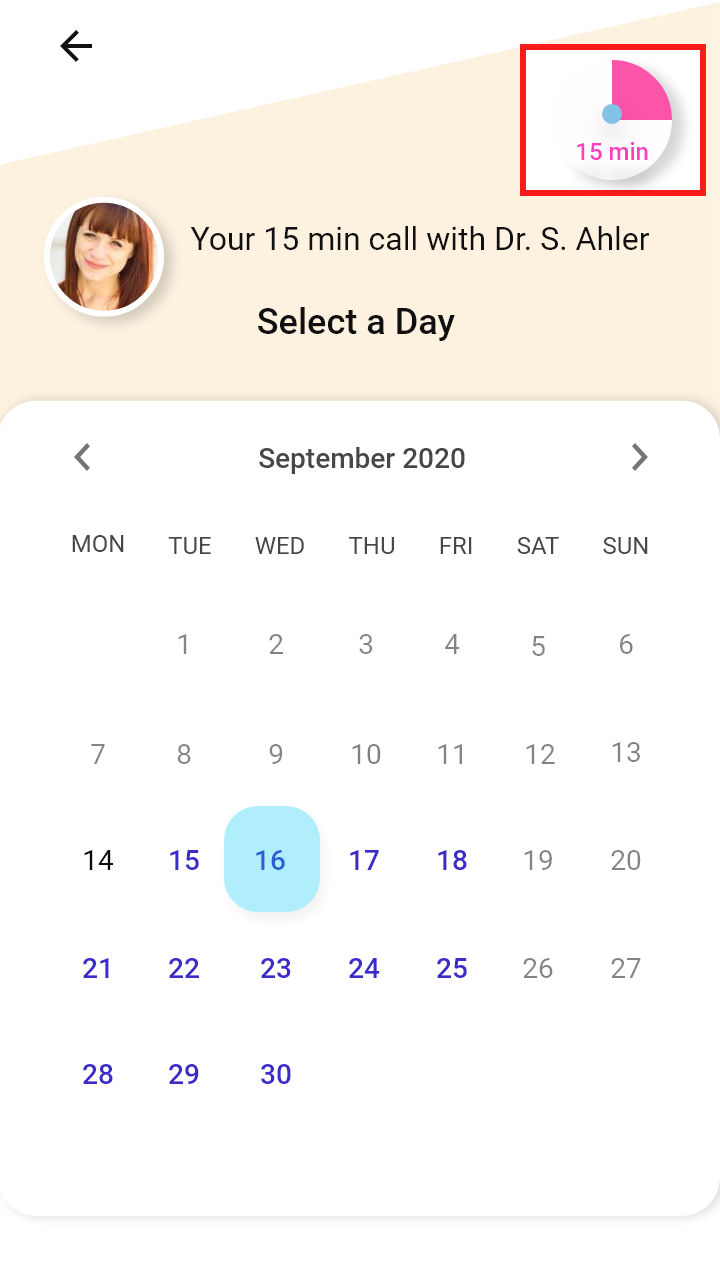 15 min
Your 15 min call with Dr. S. Ahler
Select a Day
September 2020
MON TUE WED THU FRI SAT SUN
1 2 3 4 5 6
7 8 9 10 11 12 13
14 15 16 17 18 19 20
21 22 23 24 25 26 27
28 29 30